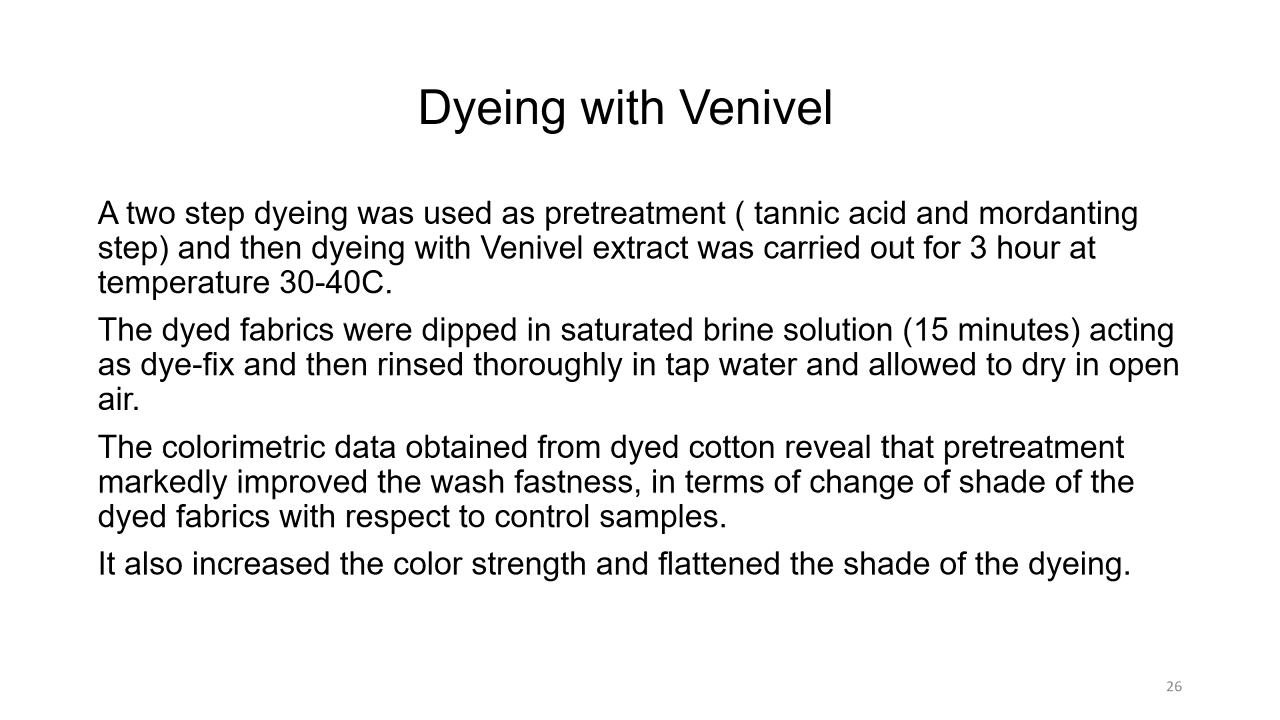 Dyeing with Venivel
A two step dyeing was used as pretreatment ( tannic acid and mordanting
step) and then dyeing with Venivel extract was carried out for 3 hour at
temperature 30-40C.
The dyed fabrics were dipped in saturated brine solution (15 minutes) acting
as dye-fix and then rinsed thoroughly in tap water and allowed to dry in open
air.
The colorimetric data obtained from dyed cotton reveal that pretreatment
markedly improved the wash fastness, in terms of change of shade of the
dyed fabrics with respect to control samples.
It also increased the color strength and flattened the shade of the dyeing.
26